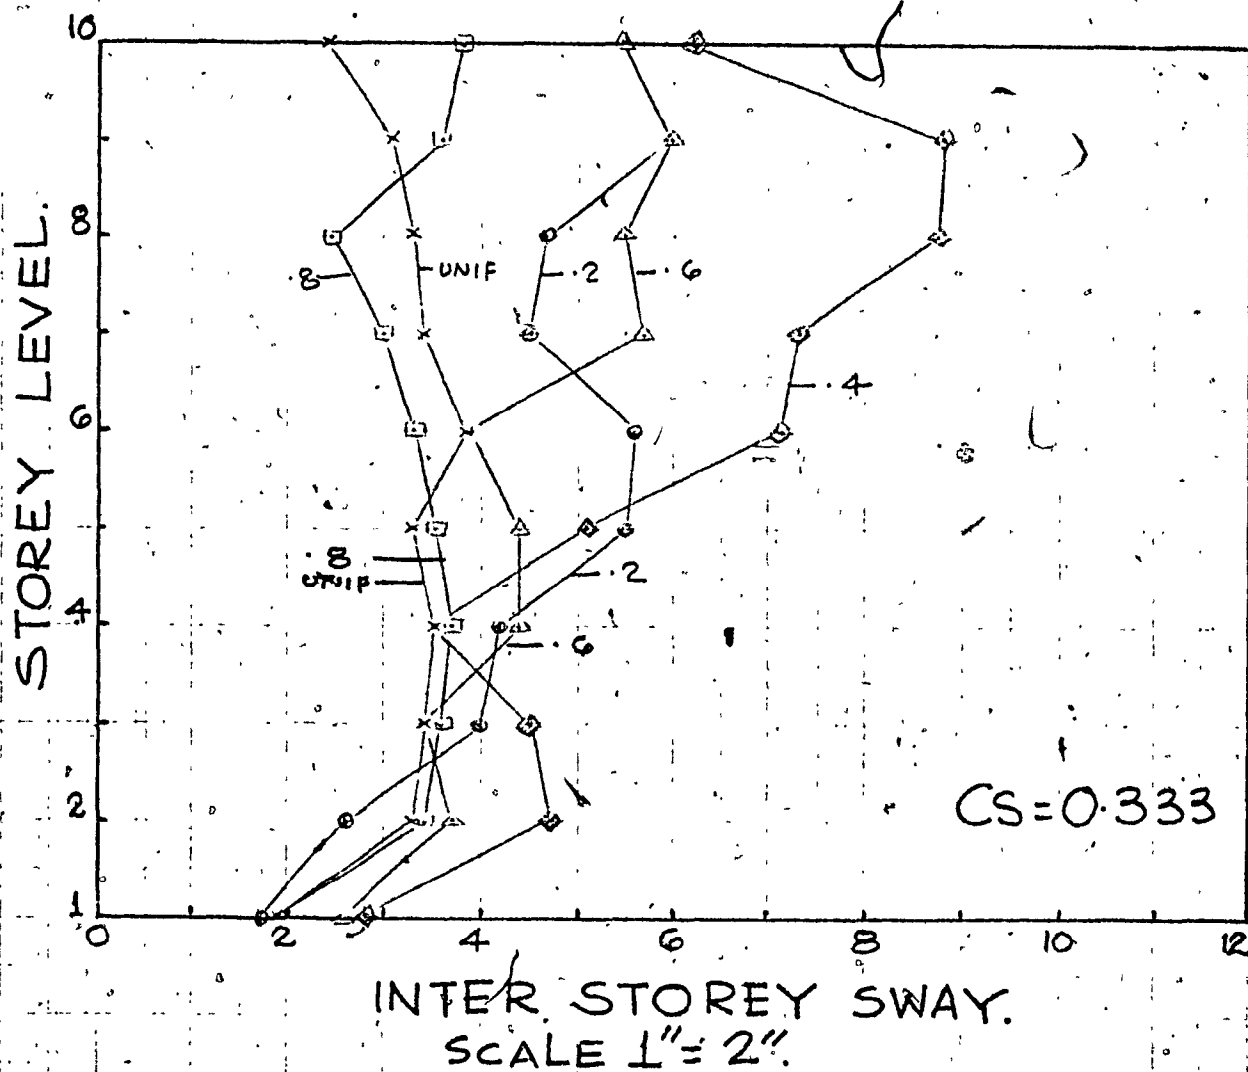 10
8
6
4
2
1
STOREY LEVEL.
.8
UNIF
.2
.6
.4
.8
UNIF
.2
.6
CS=0.333
0 2 4 6 8 10 12
INTER STOREY SWAY.
SCALE 1"= 2".